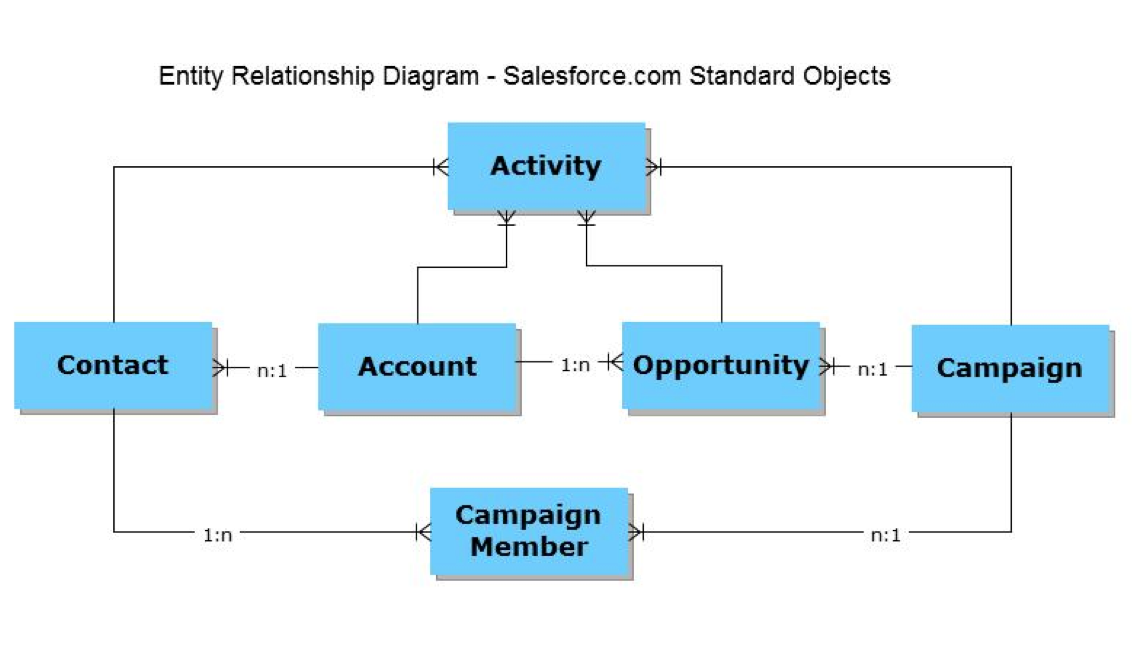 Entity Relationship Diagram - Salesforce.com Standard Objects
Activity
Contact
n:1
Account
1:n
Opportunity
n:1
Campaign
1:n
Campaign
Member
n:1